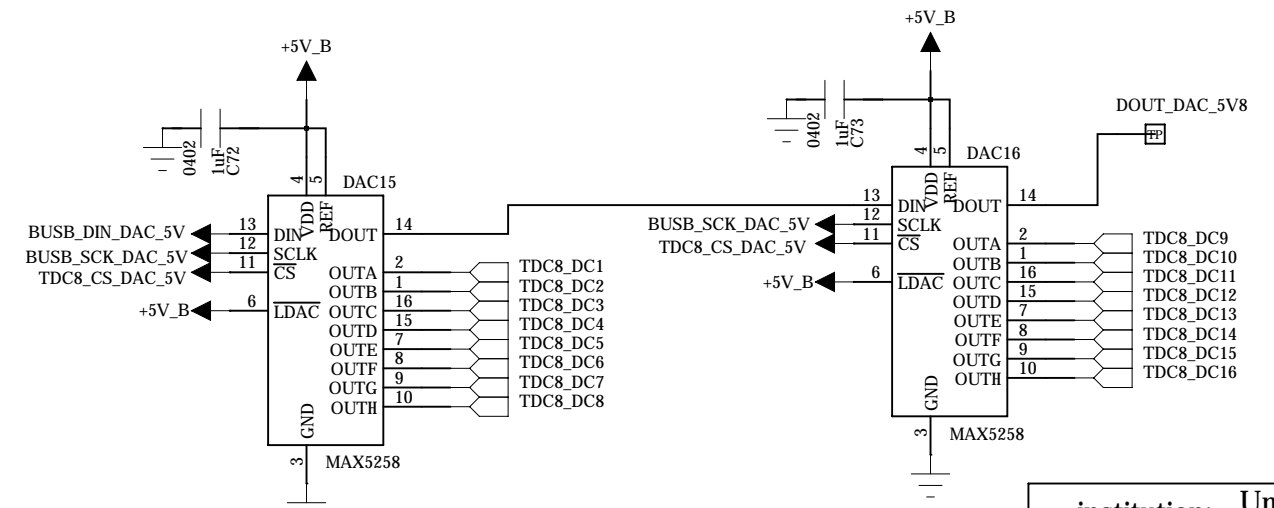 +5V_B
0402
1uF
C72
4
5
DAC15
VDD
REF
BUSB_DIN_DAC_5V
13
DIN
DOUT
14
BUSB_SCK_DAC_5V
12
SCLK
TDC8_CS_DAC_5V
11
CS
OUTA
2
TDC8_DC1
OUTB
1
TDC8_DC2
+5V_B
6
LDAC
OUTC
16
TDC8_DC3
OUTD
15
TDC8_DC4
OUTE
7
TDC8_DC5
OUTF
8
TDC8_DC6
OUTG
9
TDC8_DC7
OUTH
10
TDC8_DC8
GND
3
MAX5258
+5V_B
0402
1uF
C73
4
5
DAC16
VDD
REF
DOUT_DAC_5V8
TP
13
DIN
DOUT
14
BUSB_SCK_DAC_5V
12
SCLK
TDC8_CS_DAC_5V
11
CS
OUTA
2
TDC8_DC9
OUTB
1
TDC8_DC10
+5V_B
6
LDAC
OUTC
16
TDC8_DC11
OUTD
15
TDC8_DC12
OUTE
7
TDC8_DC13
OUTF
8
TDC8_DC14
OUTG
9
TDC8_DC15
OUTH
10
TDC8_DC16
GND
3
MAX5258
institution: Un